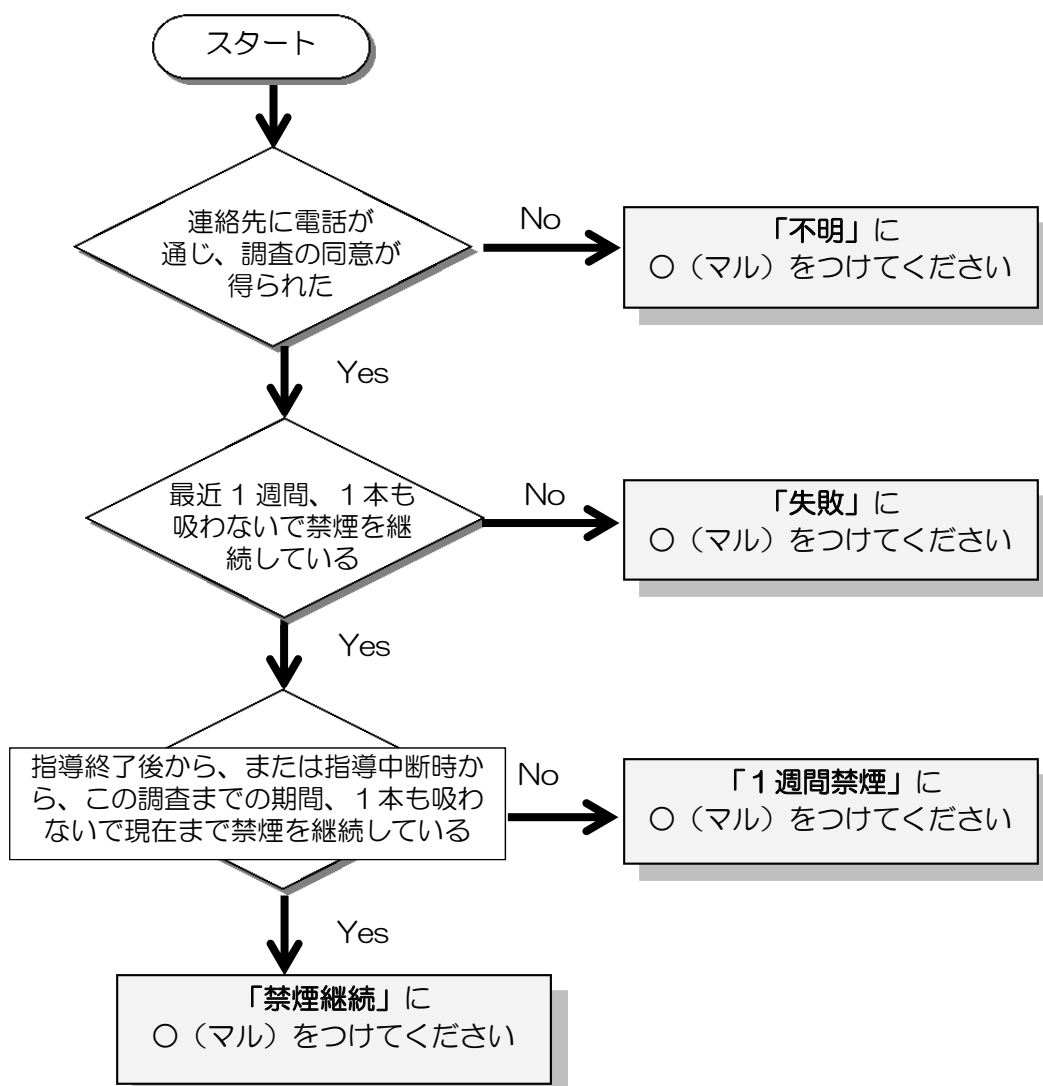 スタート
連絡先に電話が
通じ、調査の同意が
得られた
No
「不明」に
○（マル）をつけてください
Yes
最近１週間、１本も
吸わないで禁煙を継
続している
No
「失敗」に
○（マル）をつけてください
Yes
指導終了後から、または指導中断時か
ら、この調査までの期間、１本も吸わ
ないで現在まで禁煙を継続している
No
「１週間禁煙」に
○（マル）をつけてください
Yes
「禁煙継続」に
○（マル）をつけてください